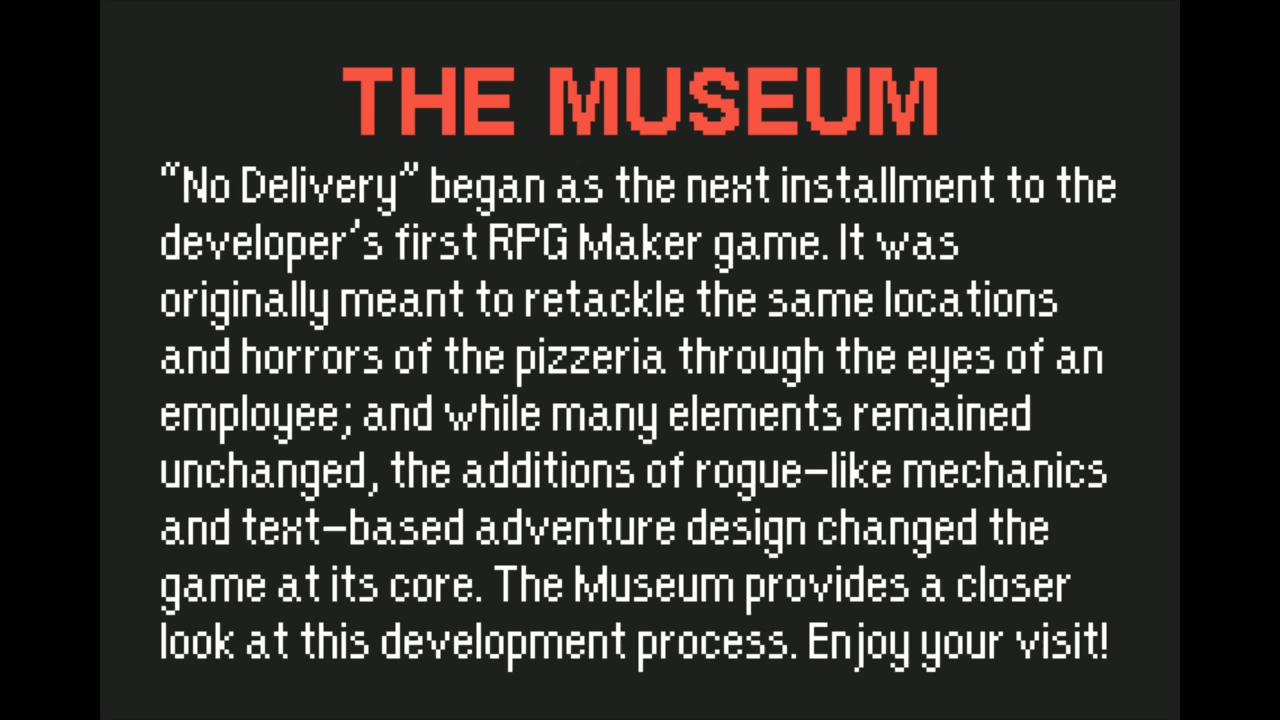 THE MUSEUM
“No Delivery” began as the next installment to the
developer’s first RPG Maker game. It was
originally meant to retackle the same locations
and horrors of the pizzeria through the eyes of an
employee; and while many elements remained
unchanged, the additions of rogue-like mechanics
and text-based adventure design changed the
game at its core. The Museum provides a closer
look at this development process. Enjoy your visit!